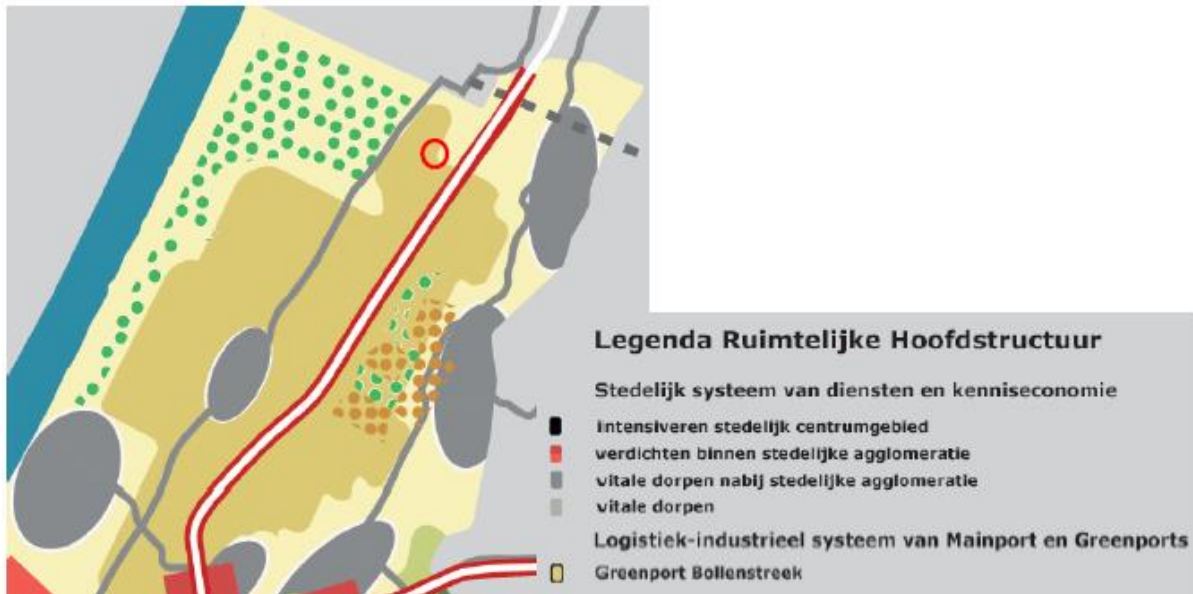 Legenda Ruimtelijke Hoofdstructuur
Stedelijk systeem van diensten en kenniseconomie
intensiveren stedelijk centrumgebied
verdichten binnen stedelijke agglomeratie
vitale dorpen nabij stedelijke agglomeratie
vitale dorpen
Logistiek-industrieel systeem van Mainport en Greenports
Greenport Bollenstreek